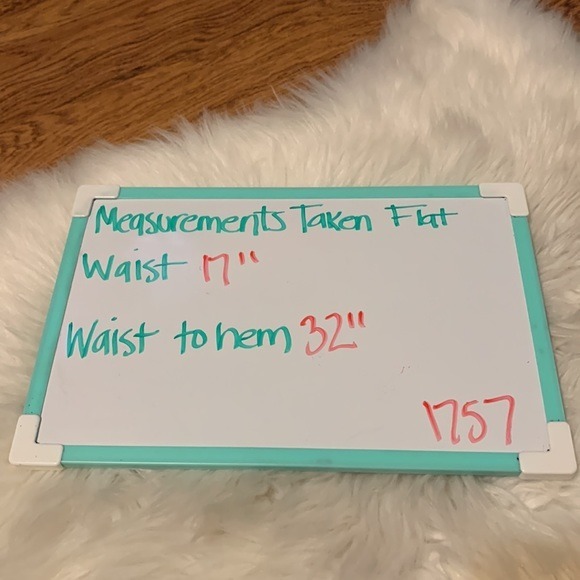 Measurements Taken Flat
Waist 17"
Waist to hem 32"
1757